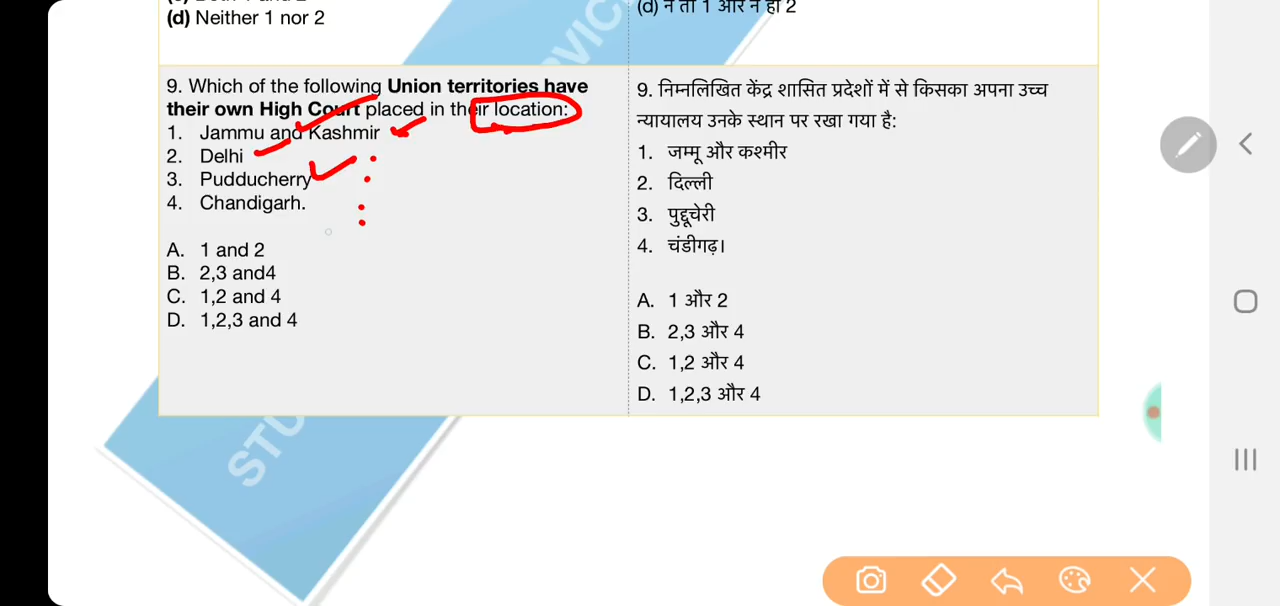 (d) Neither 1 nor 2
9. Which of the following Union territories have
their own High Court placed in their location:
1. Jammu and Kashmir
2. Delhi
3. Pudducherry
4. Chandigarh.
A. 1 and 2
B. 2,3 and4
C. 1,2 and 4
D. 1,2,3 and 4
(d) न तो 1 और न ही 2
9. निम्नलिखित केंद्र शासित प्रदेशों में से किसका अपना उच्च
न्यायालय उनके स्थान पर रखा गया है:
1. जम्मू और कश्मीर
2. दिल्ली
3. पुद्दूचेरी
4. चंडीगढ़।
A. 1 और 2
B. 2,3 और 4
C. 1,2 और 4
D. 1,2,3 और 4